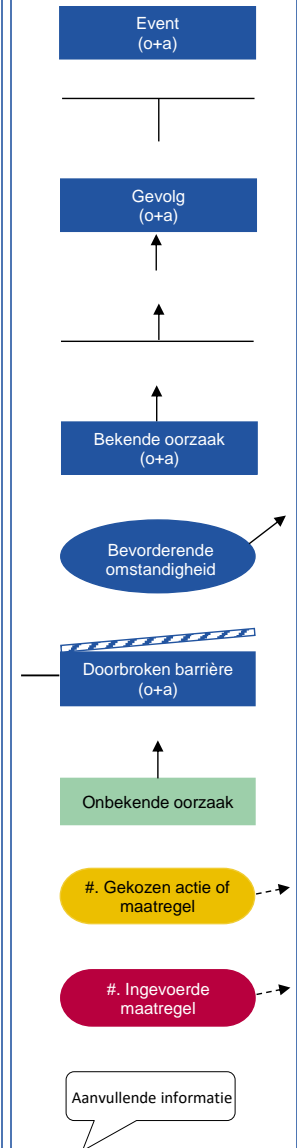 Event
(o+a)
Gevolg
(o+a)
Bekende oorzaak
(o+a)
Bevorderende
omstandigheid
Doorbroken barrière
(o+a)
Onbekende oorzaak
#. Gekozen actie of
maatregel
#. Ingevoerde
maatregel
Aanvullende informatie